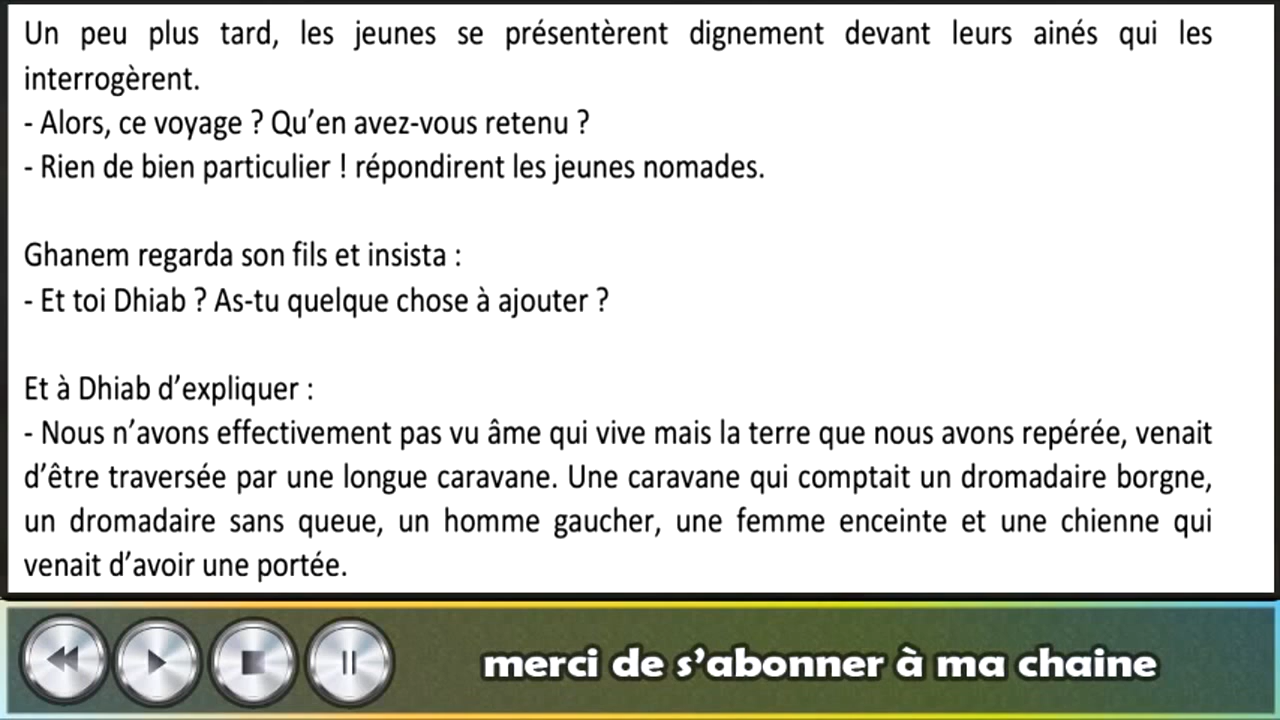 Un peu plus tard, les jeunes se présentèrent dignement devant leurs ainés qui les
interrogèrent.
- Alors, ce voyage ? Qu’en avez-vous retenu ?
- Rien de bien particulier ! répondirent les jeunes nomades.
Ghanem regarda son fils et insista :
- Et toi Dhiab ? As-tu quelque chose à ajouter ?
Et à Dhiab d’expliquer :
- Nous n’avons effectivement pas vu âme qui vive mais la terre que nous avons repérée, venait
d’être traversée par une longue caravane. Une caravane qui comptait un dromadaire borgne,
un dromadaire sans queue, un homme gaucher, une femme enceinte et une chienne qui
venait d’avoir une portée.
merci de s’abonner à ma chaine